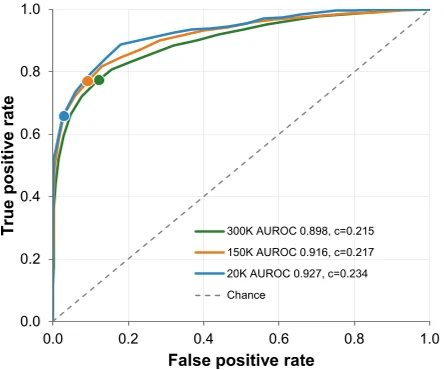 1.0
0.8
0.6
0.4
0.2
0.0
True positive rate
300K AUROC 0.898, c=0.215
150K AUROC 0.916, c=0.217
20K AUROC 0.927, c=0.234
Chance
0.0 0.2 0.4 0.6 0.8 1.0
False positive rate